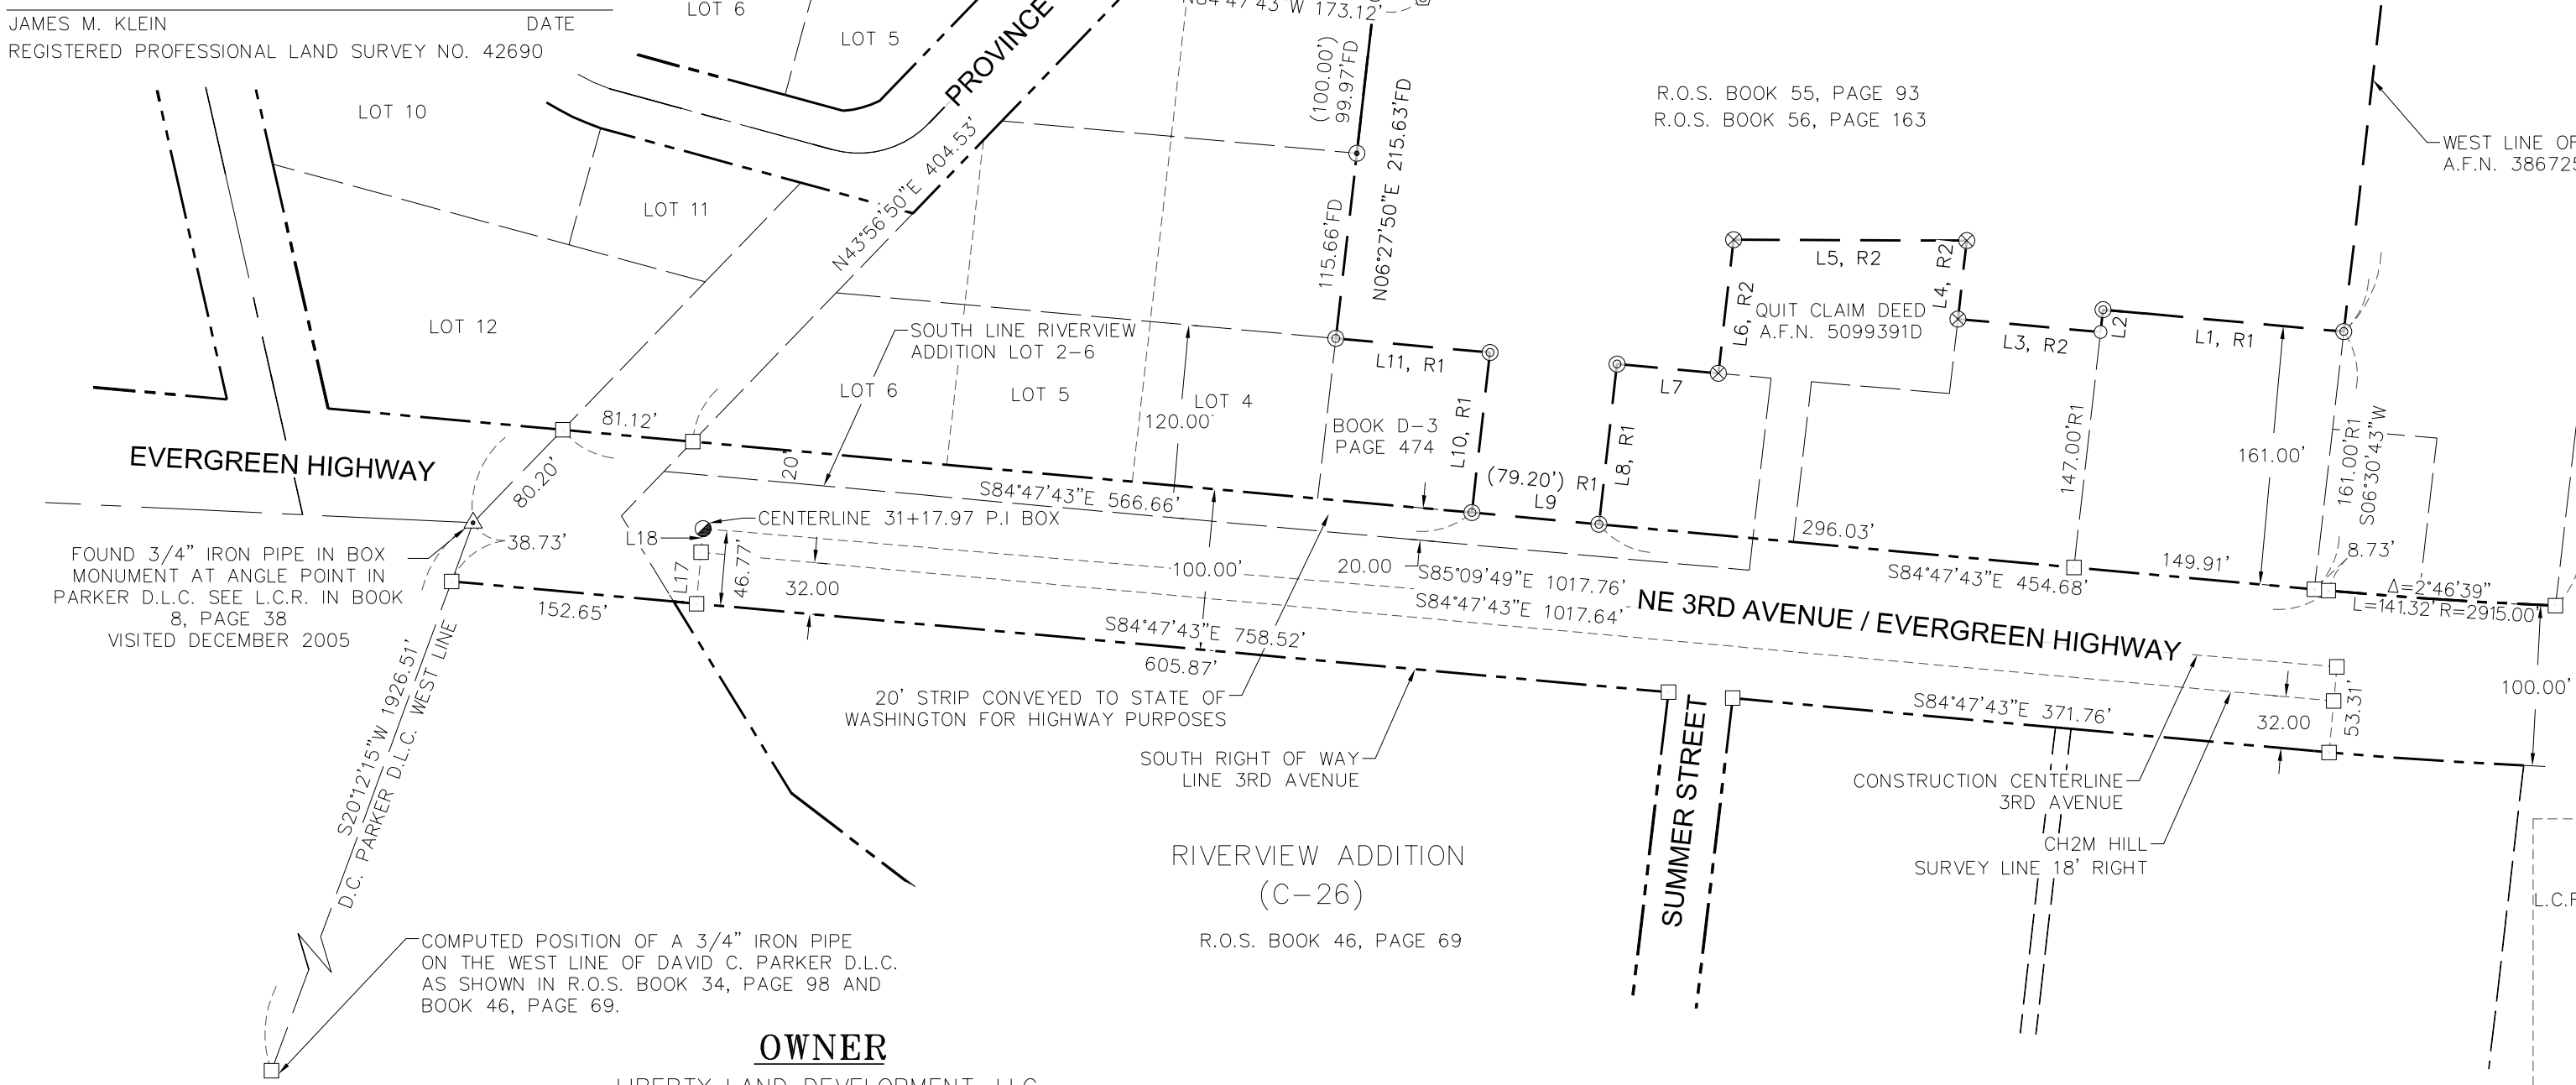 JAMES M. KLEIN DATE
REGISTERED PROFESSIONAL LAND SURVEY NO. 42690
LOT 6
LOT 5
PROVINCE
N84°47'43"W 173.12'
(100.00')
99.97'FD
N06°27'50"E 215.63'FD
115.66'FD
R.O.S. BOOK 55, PAGE 93
R.O.S. BOOK 56, PAGE 163
WEST LINE OF
A.F.N. 386725
LOT 10
LOT 11
LOT 12
N43°56'50"E 404.53'
SOUTH LINE RIVERVIEW
ADDITION LOT 2-6
LOT 6
LOT 5
LOT 4
120.00'
L11, R1
BOOK D-3
PAGE 474
L10, R1
(79.20') R1
L9
L8, R1
L7
L6, R2
L5, R2
L4, R2
QUIT CLAIM DEED
A.F.N. 5099391D
L3, R2
L2
L1, R1
147.00'R1
161.00'
161.00'R1
S06°30'43"W
8.73'
EVERGREEN HIGHWAY
81.12'
80.20'
38.73'
20'
S84°47'43"E 566.66'
296.03'
S84°47'43"E 454.68'
149.91'
Δ=2°46'39"
L=141.32' R=2915.00'
CENTERLINE 31+17.97 P.I BOX
L18
L17
46.77'
32.00
100.00'
20.00
S85°09'49"E 1017.76'
S84°47'43"E 1017.64'
NE 3RD AVENUE / EVERGREEN HIGHWAY
FOUND 3/4" IRON PIPE IN BOX
MONUMENT AT ANGLE POINT IN
PARKER D.L.C. SEE L.C.R. IN BOOK
8, PAGE 38
VISITED DECEMBER 2005
152.65'
S84°47'43"E 758.52'
605.87'
20' STRIP CONVEYED TO STATE OF
WASHINGTON FOR HIGHWAY PURPOSES
SOUTH RIGHT OF WAY
LINE 3RD AVENUE
SUMMER STREET
S84°47'43"E 371.76'
32.00
53.31'
100.00'
CONSTRUCTION CENTERLINE
3RD AVENUE
CH2M HILL
SURVEY LINE 18' RIGHT
S20°12'15"W 1926.51'
D.C. PARKER D.L.C. WEST LINE
RIVERVIEW ADDITION
(C-26)
R.O.S. BOOK 46, PAGE 69
L.C.R
COMPUTED POSITION OF A 3/4" IRON PIPE
ON THE WEST LINE OF DAVID C. PARKER D.L.C.
AS SHOWN IN R.O.S. BOOK 34, PAGE 98 AND
BOOK 46, PAGE 69.
OWNER
LIBERTY LAND DEVELOPMENT, LLC